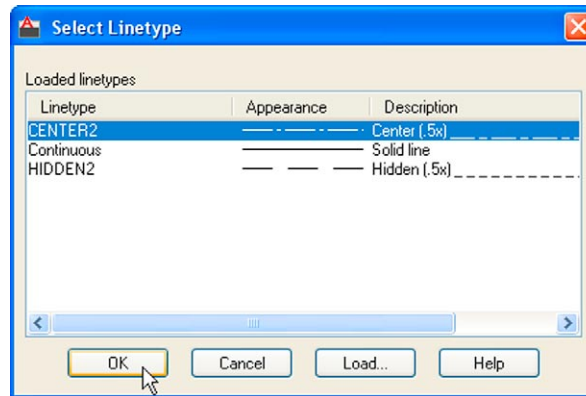 Select Linetype
Loaded linetypes
Linetype Appearance Description
CENTER2 Center (.5x)
Continuous Solid line
HIDDEN2 Hidden (.5x)
OK Cancel Load... Help